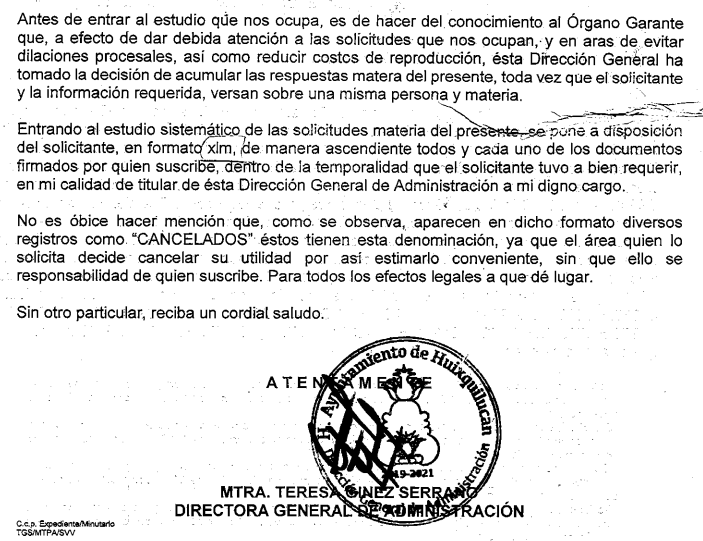 Antes de entrar al estudio que nos ocupa, es de hacer del conocimiento al Órgano Garante
que, a efecto de dar debida atención a las solicitudes que nos ocupan, y en aras de evitar
dilaciones procesales, así como reducir costos de reproducción, ésta Dirección General ha
tomado la decisión de acumular las respuestas matera del presente, toda vez que el solicitante
y la información requerida, versan sobre una misma persona y materia.
Entrando al estudio sistemático de las solicitudes materia del presente, se pone a disposición
del solicitante, en formato xlm, de manera ascendiente todos y cada uno de los documentos
firmados por quien suscribe, dentro de la temporalidad que el solicitante tuvo a bien requerir,
en mi calidad de titular de ésta Dirección General de Administración a mi digno cargo.
No es óbice hacer mención que, como se observa, aparecen en dicho formato diversos
registros como "CANCELADOS" éstos tienen esta denominación, ya que el área quien lo
solicita decide cancelar su utilidad por así estimarlo conveniente, sin que ello se
responsabilidad de quien suscribe. Para todos los efectos legales a que dé lugar.
Sin otro particular, reciba un cordial saludo.
A T E N T A M E N T E
H. Ayuntamiento de Huixquilucan
2019-2021
Dirección General de Administración
MTRA. TERESA GINEZ SERRANO
DIRECTORA GENERAL DE ADMINISTRACIÓN
C.c.p. Expediente/Minutario
TGS/MTPA/SVV